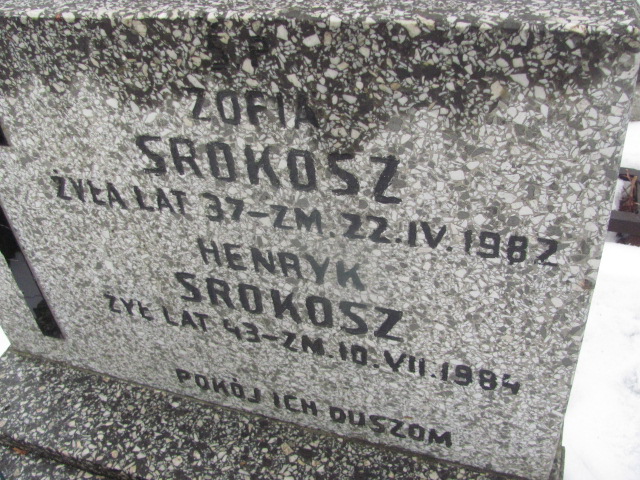 ŚP
ZOFIA
SROKOSZ
ŻYŁA LAT 37-ZM. 22.IV.1982
HENRYK
SROKOSZ
ŻYŁ LAT 43-ZM. 10.VII.1984
POKÓJ ICH DUSZOM